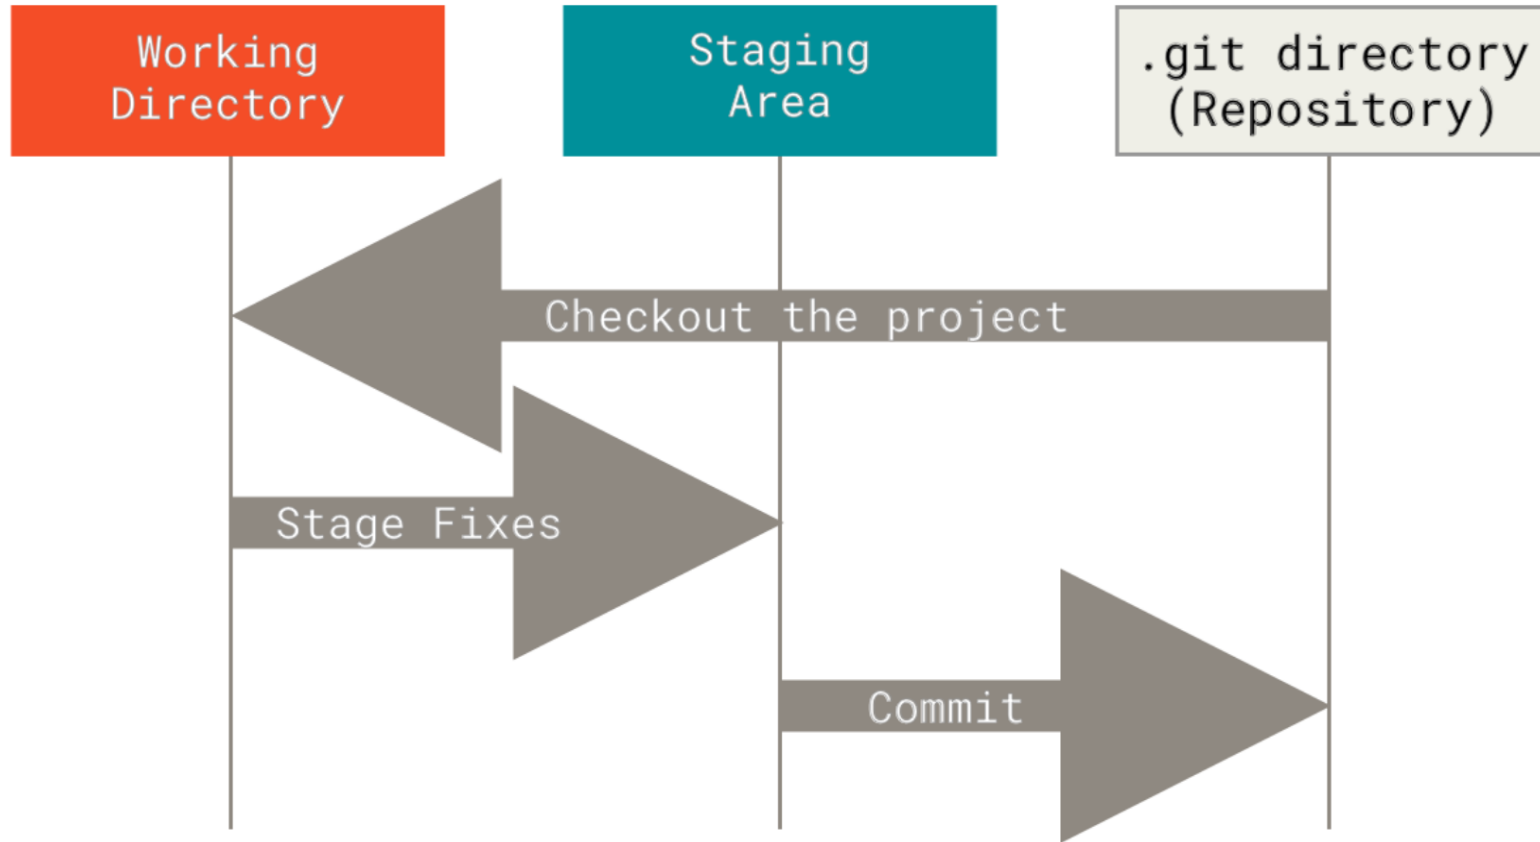 Working
Directory
Staging
Area
.git directory
(Repository)
Checkout the project
Stage Fixes
Commit